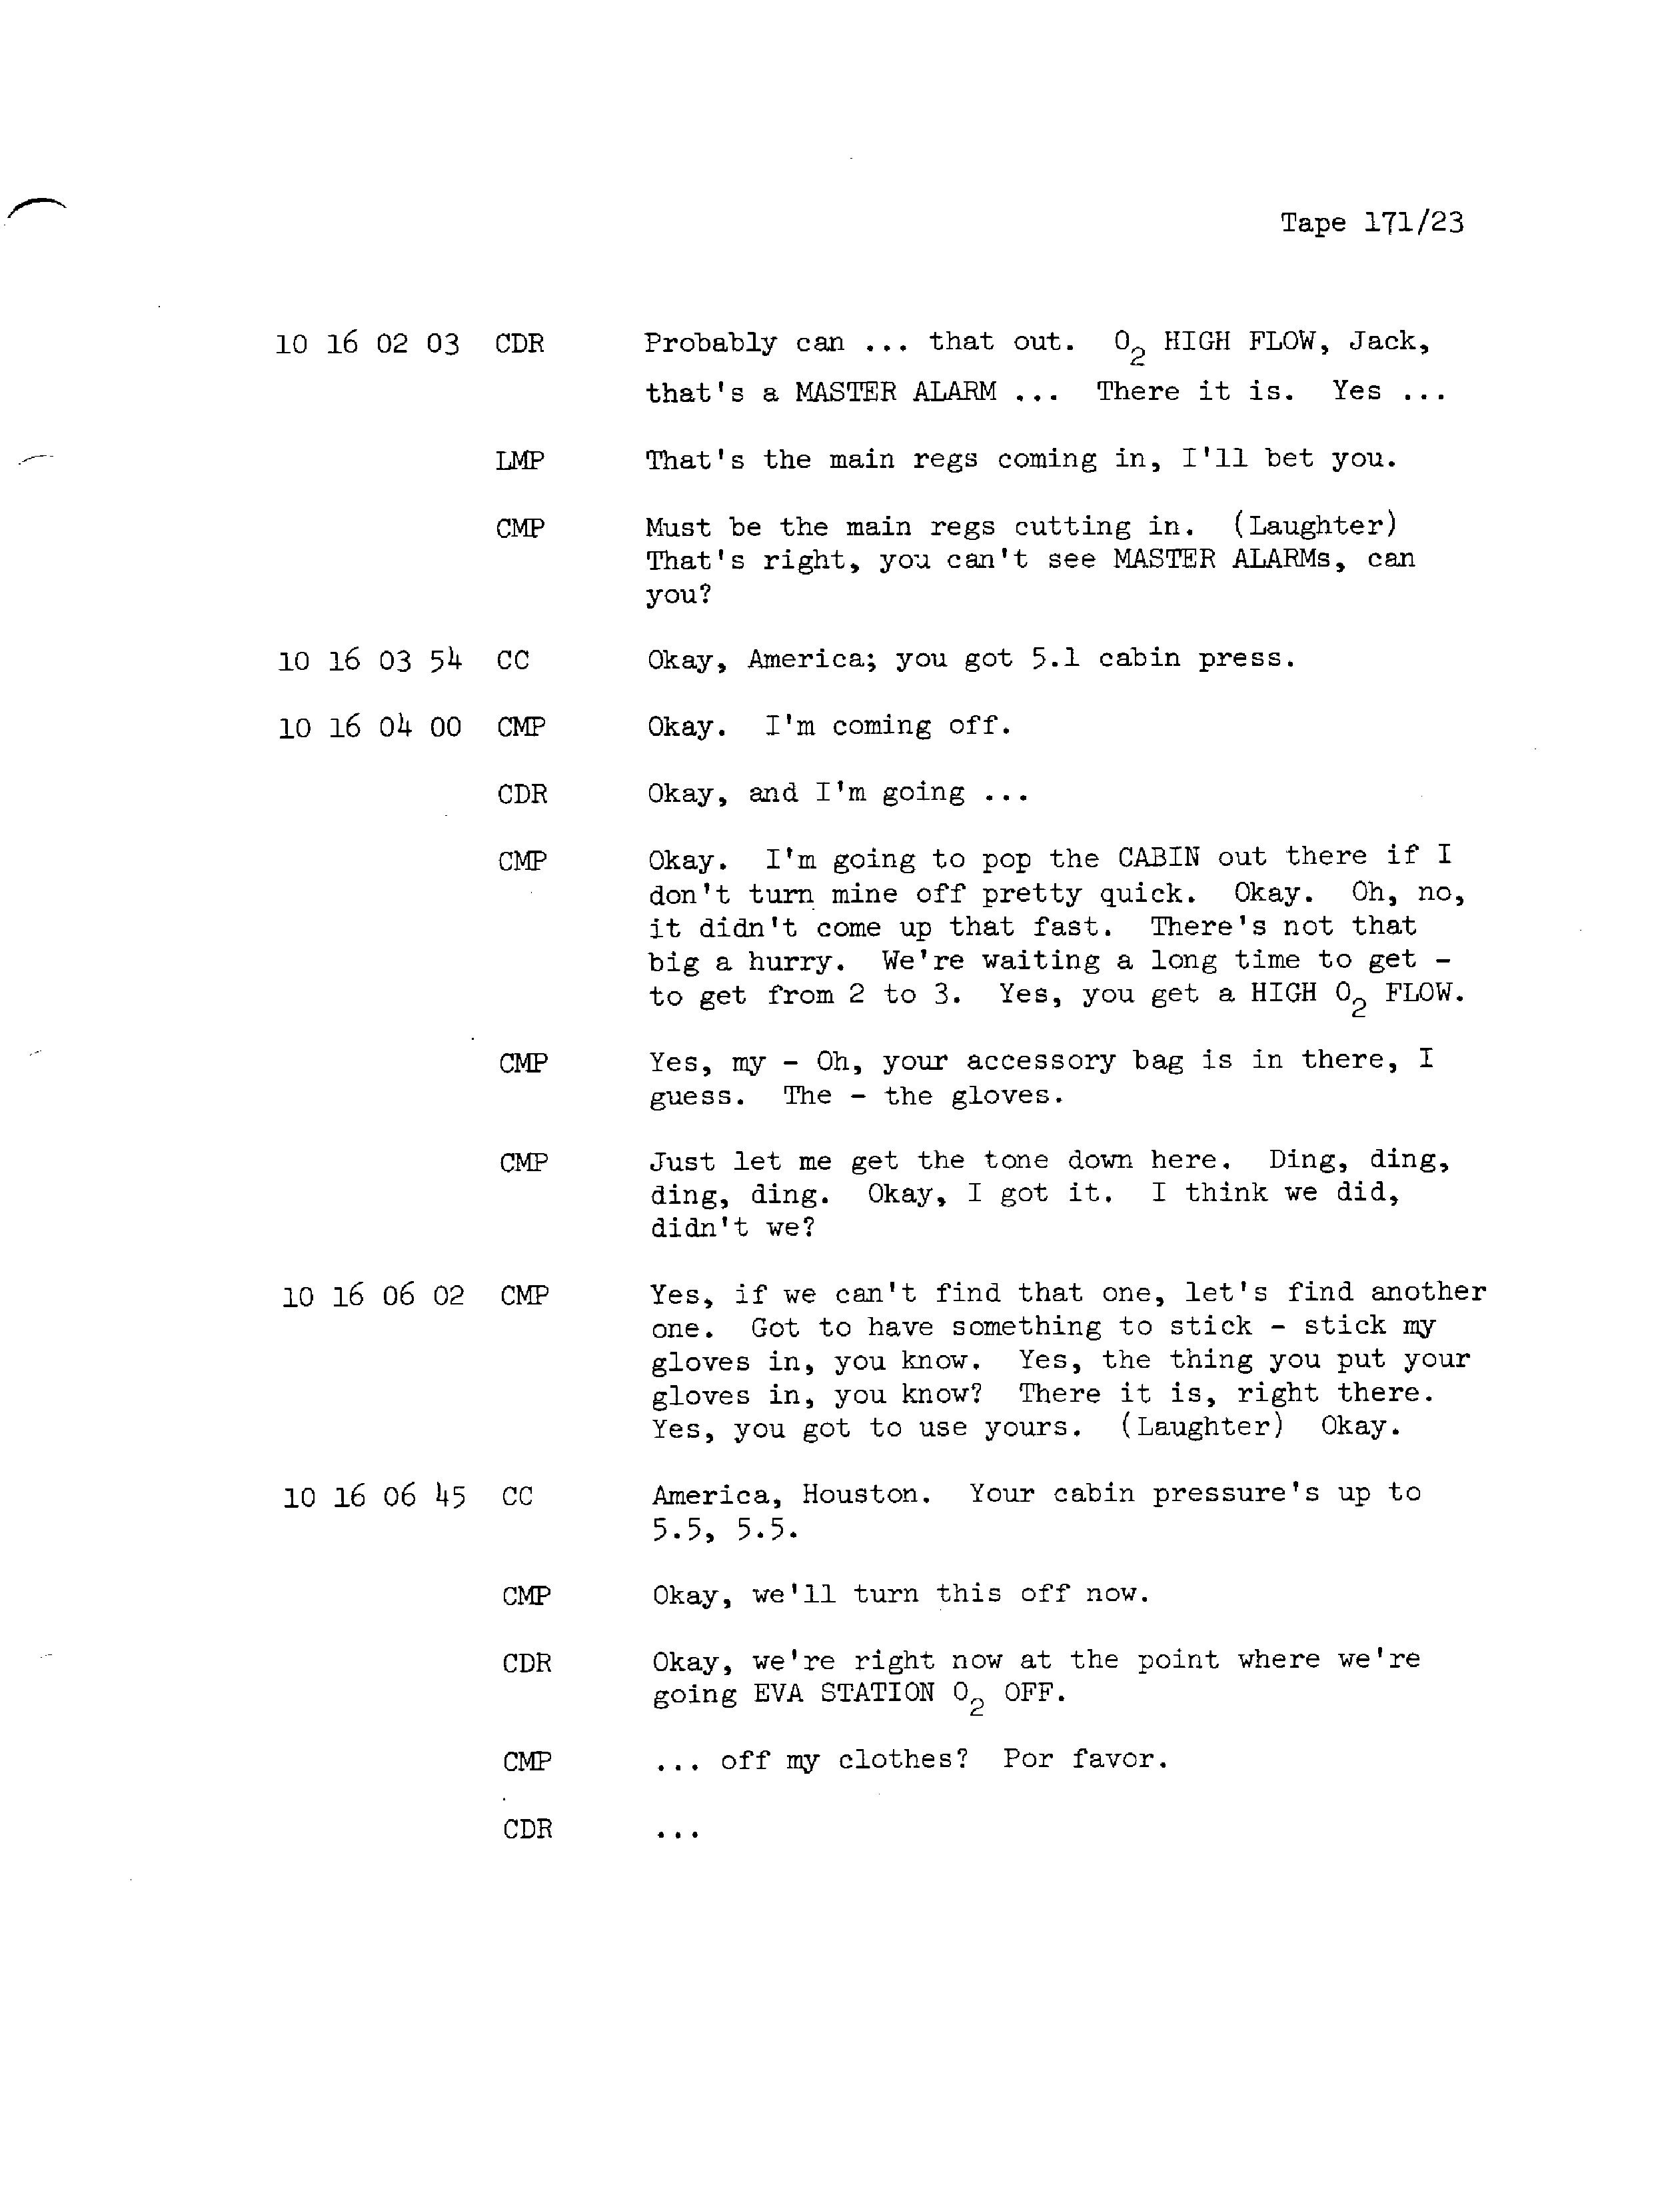 Tape 171/23
10 16 02 03 CDR Probably can ... that out. O2 HIGH FLOW, Jack,
that's a MASTER ALARM ... There it is. Yes ...
LMP That's the main regs coming in, I'll bet you.
CMP Must be the main regs cutting in. (Laughter)
That's right, you can't see MASTER ALARMs, can
you?
10 16 03 54 CC Okay, America; you got 5.1 cabin press.
10 16 04 00 CMP Okay. I'm coming off.
CDR Okay, and I'm going ...
CMP Okay. I'm going to pop the CABIN out there if I
don't turn mine off pretty quick. Okay. Oh, no,
it didn't come up that fast. There's not that
big a hurry. We're waiting a long time to get -
to get from 2 to 3. Yes, you get a HIGH O2 FLOW.
CMP Yes, my - Oh, your accessory bag is in there, I
guess. The - the gloves.
CMP Just let me get the tone down here. Ding, ding,
ding, ding. Okay, I got it. I think we did,
didn't we?
10 16 06 02 CMP Yes, if we can't find that one, let's find another
one. Got to have something to stick - stick my
gloves in, you know. Yes, the thing you put your
gloves in, you know? There it is, right there.
Yes, you got to use yours. (Laughter) Okay.
10 16 06 45 CC America, Houston. Your cabin pressure's up to
5.5, 5.5.
CMP Okay, we'll turn this off now.
CDR Okay, we're right now at the point where we're
going EVA STATION O2 OFF.
CMP ... off my clothes? Por favor.
CDR ...